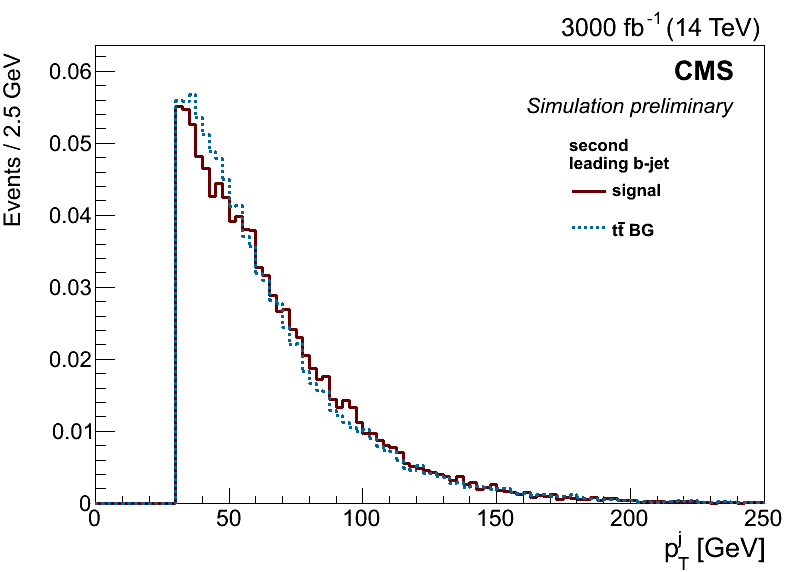 3000 fb⁻¹ (14 TeV)
CMS
Simulation preliminary
second
leading b-jet
signal
tt̄ BG
Events / 2.5 GeV
0.06
0.05
0.04
0.03
0.02
0.01
0
0 50 100 150 200 250
p_T^j [GeV]